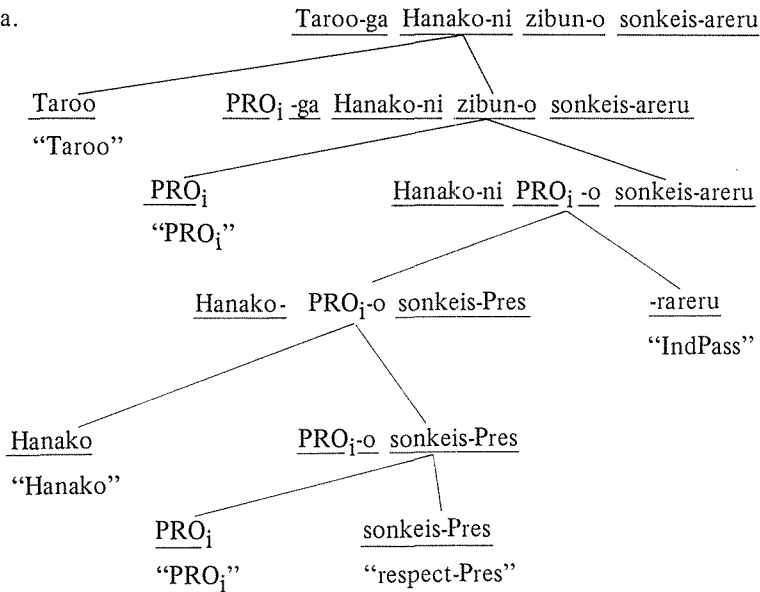 a. Taroo-ga Hanako-ni zibun-o sonkeis-areru
Taroo PROi -ga Hanako-ni zibun-o sonkeis-areru
“Taroo”
PROi Hanako-ni PROi -o sonkeis-areru
“PROi”
Hanako- PROi-o sonkeis-Pres -rareru
“IndPass”
Hanako PROi-o sonkeis-Pres
“Hanako”
PROi sonkeis-Pres
“PROi” “respect-Pres”